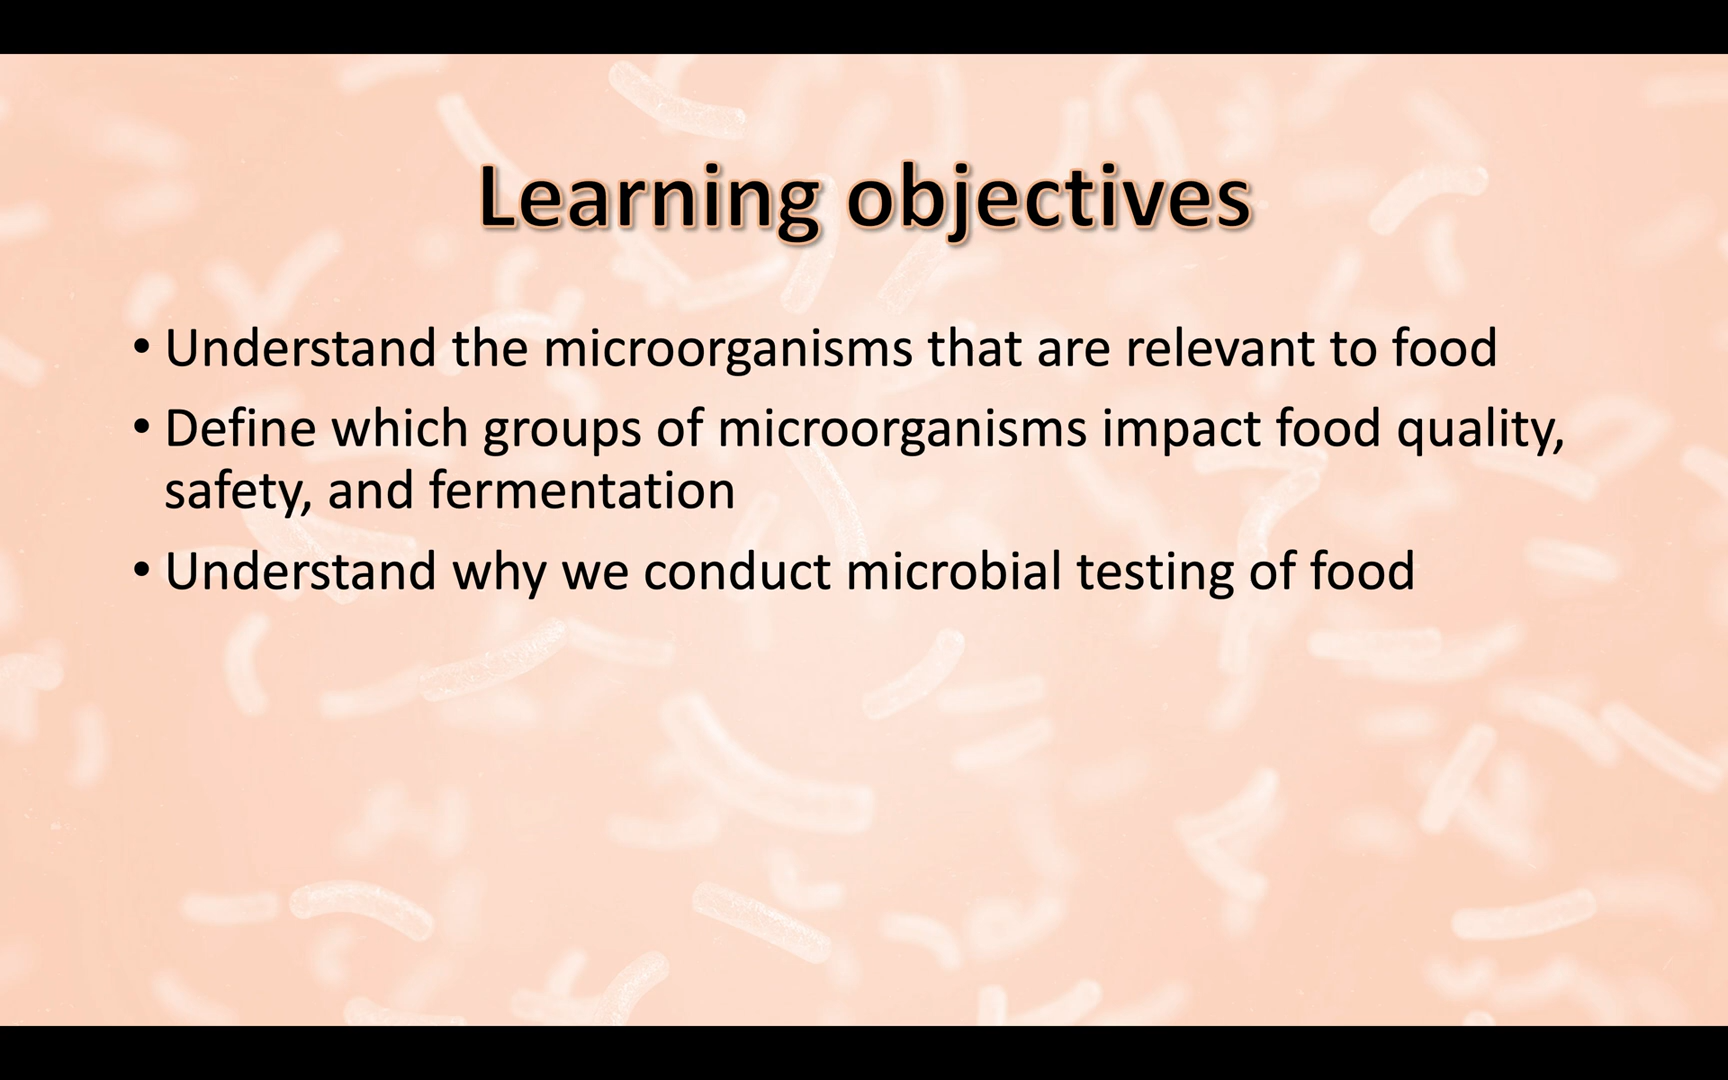 Learning objectives
• Understand the microorganisms that are relevant to food
• Define which groups of microorganisms impact food quality,
safety, and fermentation
• Understand why we conduct microbial testing of food